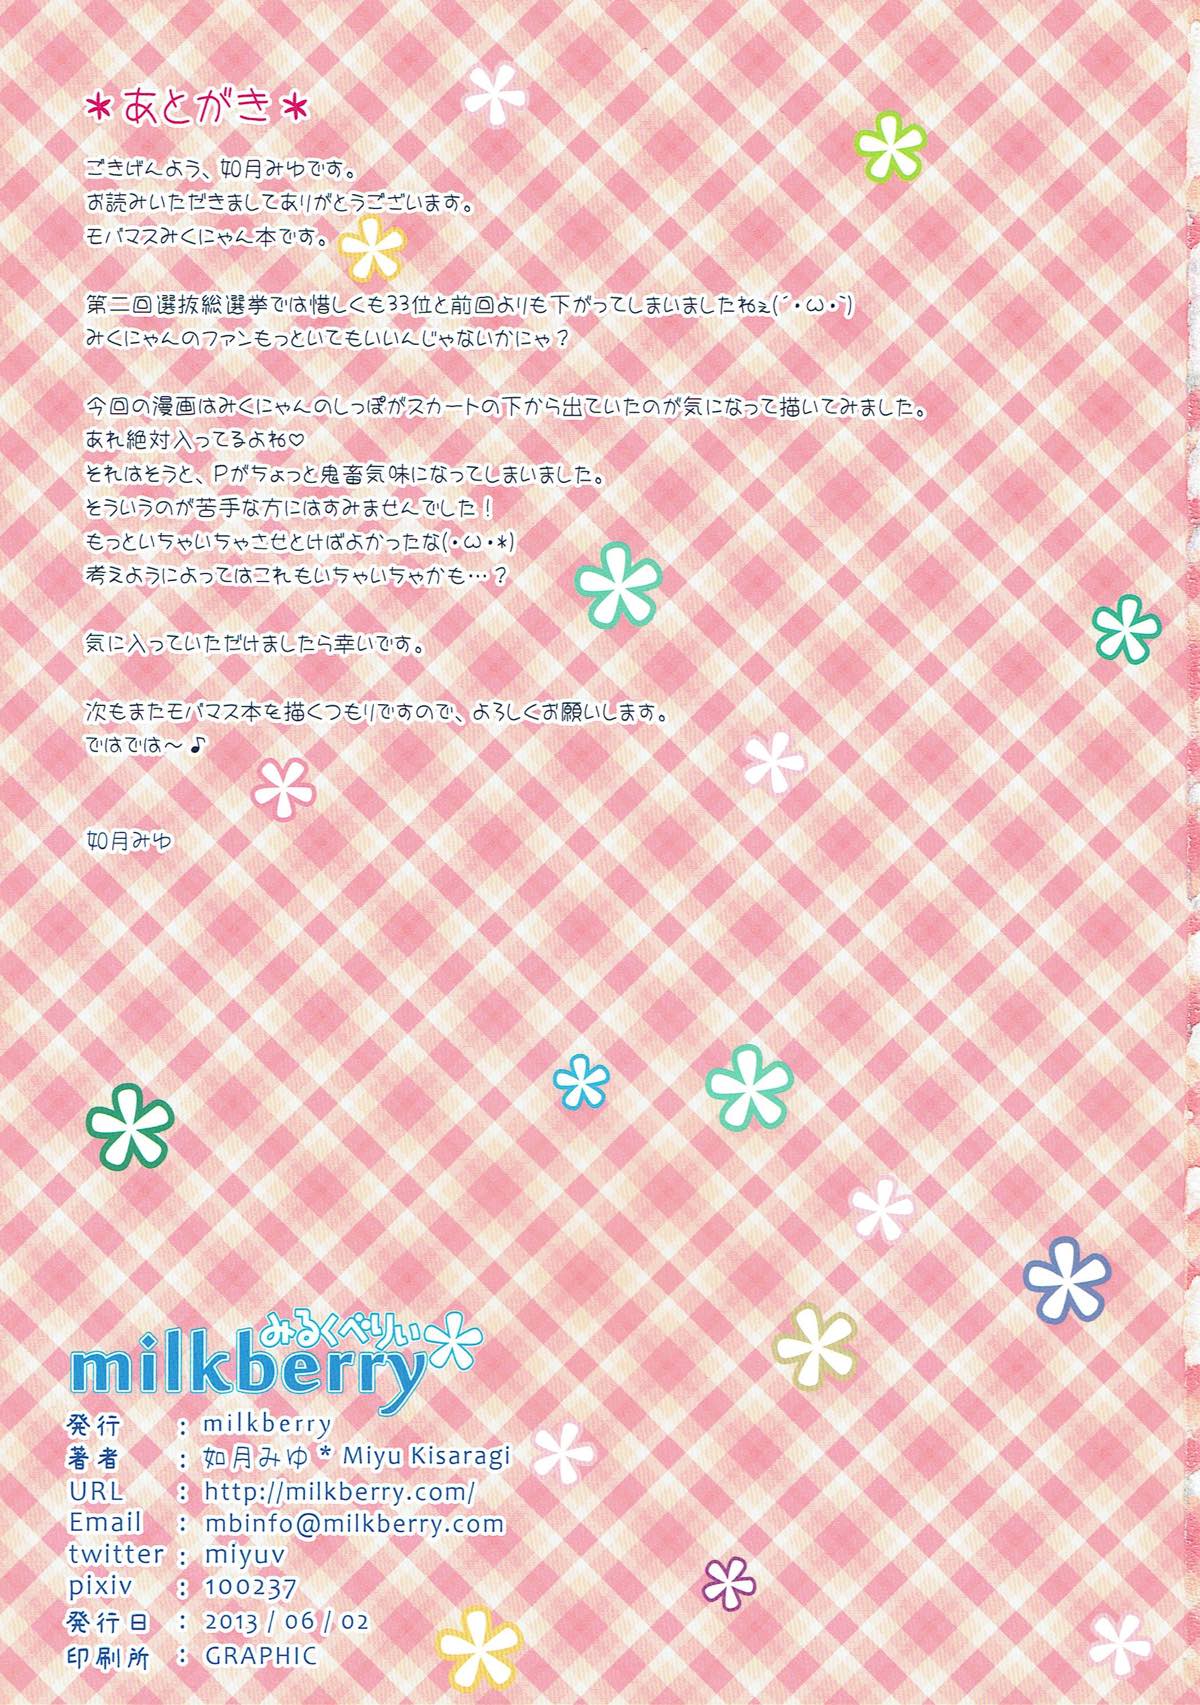 *あとがき*
ごきげんよう、如月みゆです。
お読みいただきましてありがとうございます。
モバマスみくにゃん本です。
第二回選抜総選挙では惜しくも33位と前回よりも下がってしまいましたねぇ(´・ω・`)
みくにゃんのファンもっといてもいいんじゃないかにゃ？
今回の漫画はみくにゃんのしっぽがスカートの下から出ていたのが気になって描いてみました。
あれ絶対入ってるよね♡
それはそうと、Pがちょっと鬼畜気味になってしまいました。
そういうのが苦手な方にはすみませんでした！
もっといちゃいちゃさせとけばよかったな(・ω・*)
考えようによってはこれもいちゃいちゃかも…？
気に入っていただけましたら幸いです。
次もまたモバマス本を描くつもりですので、よろしくお願いします。
ではでは～♪
如月みゆ
みるくべりぃ
milkberry*
発行 : milkberry
著者 : 如月みゆ * Miyu Kisaragi
URL : http://milkberry.com/
Email : mbinfo@milkberry.com
twitter : miyuv
pixiv : 100237
発行日 : 2013 / 06 / 02
印刷所 : GRAPHIC